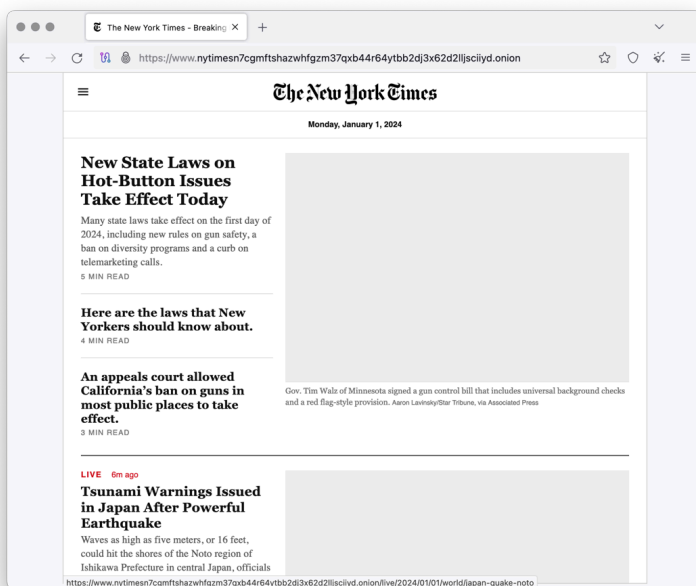 The New York Times - Breaking
https://www.nytimesn7cgmftshazwhfgzm37qxb44r64ytbb2dj3x62d2lljsciiyd.onion
The New York Times
Monday, January 1, 2024
New State Laws on
Hot-Button Issues
Take Effect Today
Many state laws take effect on the first day of
2024, including new rules on gun safety, a
ban on diversity programs and a curb on
telemarketing calls.
5 MIN READ
Here are the laws that New
Yorkers should know about.
4 MIN READ
An appeals court allowed
California’s ban on guns in
most public places to take
effect.
3 MIN READ
Gov. Tim Walz of Minnesota signed a gun control bill that includes universal background checks
and a red flag-style provision. Aaron Lavinsky/Star Tribune, via Associated Press
LIVE 6m ago
Tsunami Warnings Issued
in Japan After Powerful
Earthquake
Waves as high as five meters, or 16 feet,
could hit the shores of the Noto region of
Ishikawa Prefecture in central Japan, officials
https://www.nytimesn7cgmftshazwhfgzm37qxb44r64ytbb2dj3x62d2lljsciiyd.onion/live/2024/01/01/world/japan-quake-noto